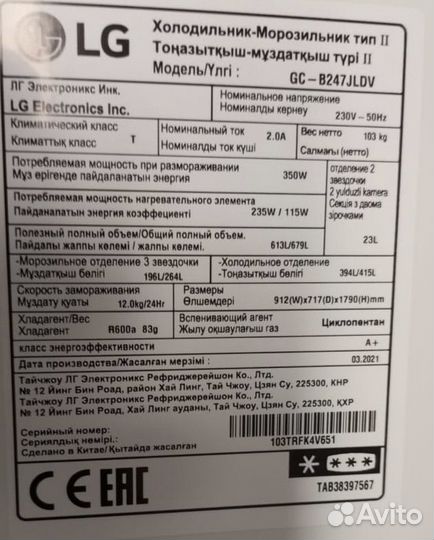 LG
Холодильник-Морозильник тип II
Тоңазытқыш-мұздатқыш түрі II
Модель/Үлгі : GC-B247JLDV
ЛГ Электроникс Инк.
LG Electronics Inc.
Номинальное напряжение
Номиналды кернеу 230V~50Hz
Климатический класс
Климаттық класс T
Номинальный ток
Номиналды ток күші 2.0A
Вес нетто 103 kg
Салмағы (нетто)
Потребляемая мощность при размораживании
Мұз ерігенде пайдаланатын энергия 350W
Потребляемая мощность нагревательного элемента
Пайдаланатын энергия коэффициенті 235W / 115W
отделение 2
звездочки
2 yulduzli kamera
Секція з двома
зірочками
23L
Полезный полный объем/Общий полный объем.
Пайдалы жалпы көлемі / жалпы көлемі. 613L/679L
-Морозильное отделение 3 звездочки
-Мұздатқыш бөлігі 196L/264L
-Холодильное отделение
-Тоңазытқыш бөлігі 394L/415L
Скорость замораживания
Мұздату қуаты 12.0kg/24Hr
Размеры
Өлшемдері 912(W)x717(D)x1790(H)mm
Хладагент/Вес
Хладагент R600a 83g
Вспенивающий агент
Жылу оқшаулағыш газ Циклопентан
класс энергоэффективности A+
Дата производства/Жасалған мерзімі : 03.2021
Тайчжоу ЛГ Электроникс Рефриджерейшон Ко., Лтд.
№ 12 Йинг Бин Роад, район Хай Линг, Тай Чжоу, Цзян Су, 225300, КНР
Тайчжоу ЛГ Электроникс Рефриджерейшон Ко., Лтд.
№ 12 Йинг Бин Роад, Хай Линг ауданы, Тай Чжоу, Цзян Су, 225300, ҚХР
Серийный номер:
Сериялдық нөмірі.:
Сделано в Китае/Қытайда жасалған
103TRFK4V651
CE EAC
TAB38397567
Avito